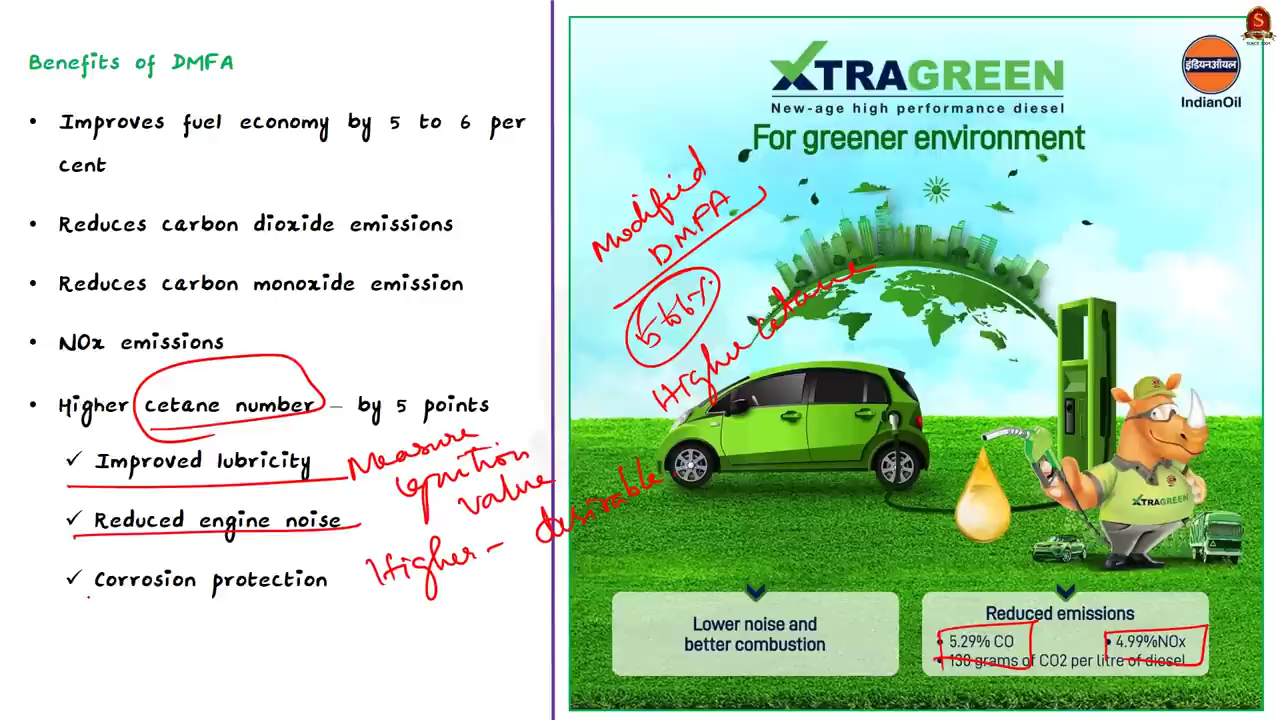 Benefits of DMFA
• Improves fuel economy by 5 to 6 per
cent
• Reduces carbon dioxide emissions
• Reduces carbon monoxide emission
• NOx emissions
• Higher cetane number – by 5 points
✓ Improved lubricity
✓ Reduced engine noise
✓ Corrosion protection
Measure
ignition
value
Higher - desirable
XTRAGREEN
New-age high performance diesel
For greener environment
इंडियनऑयल
IndianOil
S
SINCE 2004
Modified
DMFA
5 to 6%
Higher Cetane
XTRAGREEN
Lower noise and
better combustion
Reduced emissions
• 5.29% CO • 4.99%NOx
• 130 grams of CO2 per litre of diesel